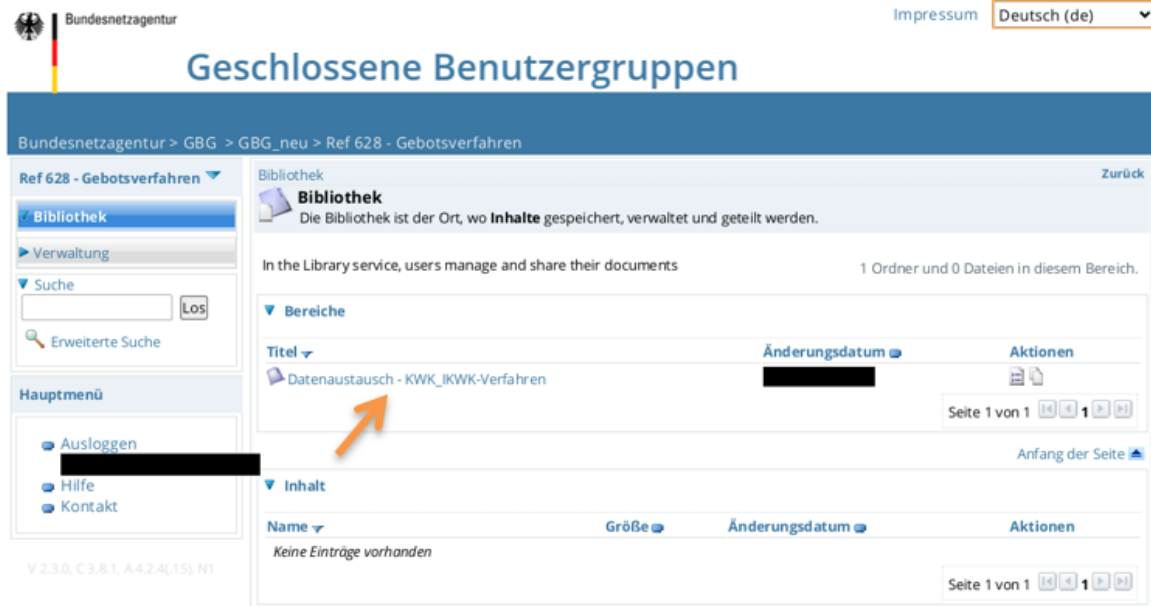 Bundesnetzagentur
Impressum Deutsch (de)
Geschlossene Benutzergruppen
Bundesnetzagentur > GBG > GBG_neu > Ref 628 - Gebotsverfahren
Ref 628 - Gebotsverfahren
Bibliothek
Verwaltung
Suche
Los
Erweiterte Suche
Hauptmenü
Ausloggen
Hilfe
Kontakt
V 2.3.0, C 3.8.1, A 4.2.4(.15), N1
Bibliothek Zurück
Bibliothek
Die Bibliothek ist der Ort, wo Inhalte gespeichert, verwaltet und geteilt werden.
In the Library service, users manage and share their documents 1 Ordner und 0 Dateien in diesem Bereich.
Bereiche
Titel Änderungsdatum Aktionen
Datenaustausch - KWK_IKWK-Verfahren
Seite 1 von 1 1
Anfang der Seite
Inhalt
Name Größe Änderungsdatum Aktionen
Keine Einträge vorhanden
Seite 1 von 1 1